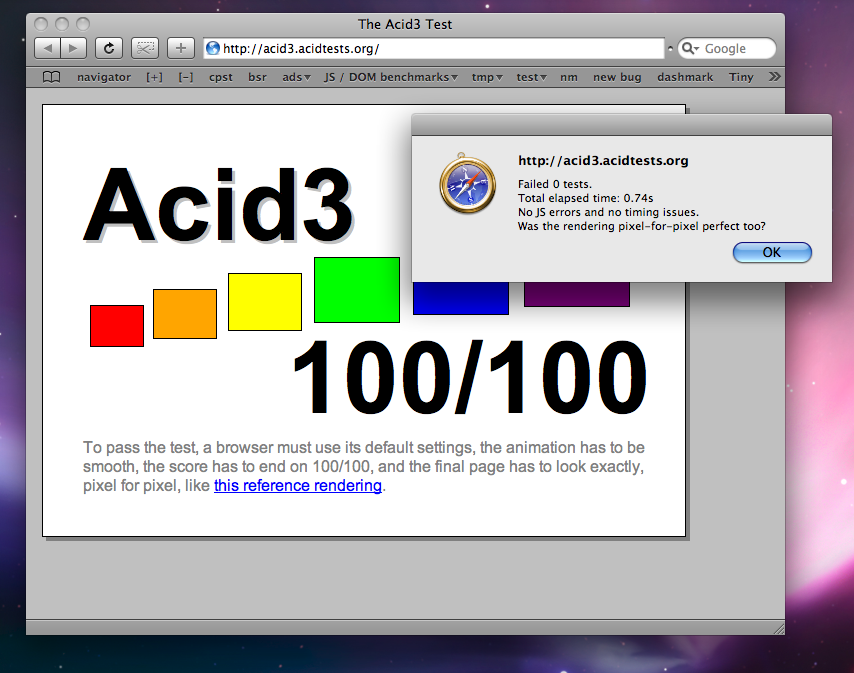 The Acid3 Test
http://acid3.acidtests.org/
Google
navigator [+] [-] cpst bsr ads JS / DOM benchmarks tmp test nm new bug dashmark Tiny
http://acid3.acidtests.org
Failed 0 tests.
Total elapsed time: 0.74s
No JS errors and no timing issues.
Was the rendering pixel-for-pixel perfect too?
OK
Acid3
100/100
To pass the test, a browser must use its default settings, the animation has to be
smooth, the score has to end on 100/100, and the final page has to look exactly,
pixel for pixel, like this reference rendering.